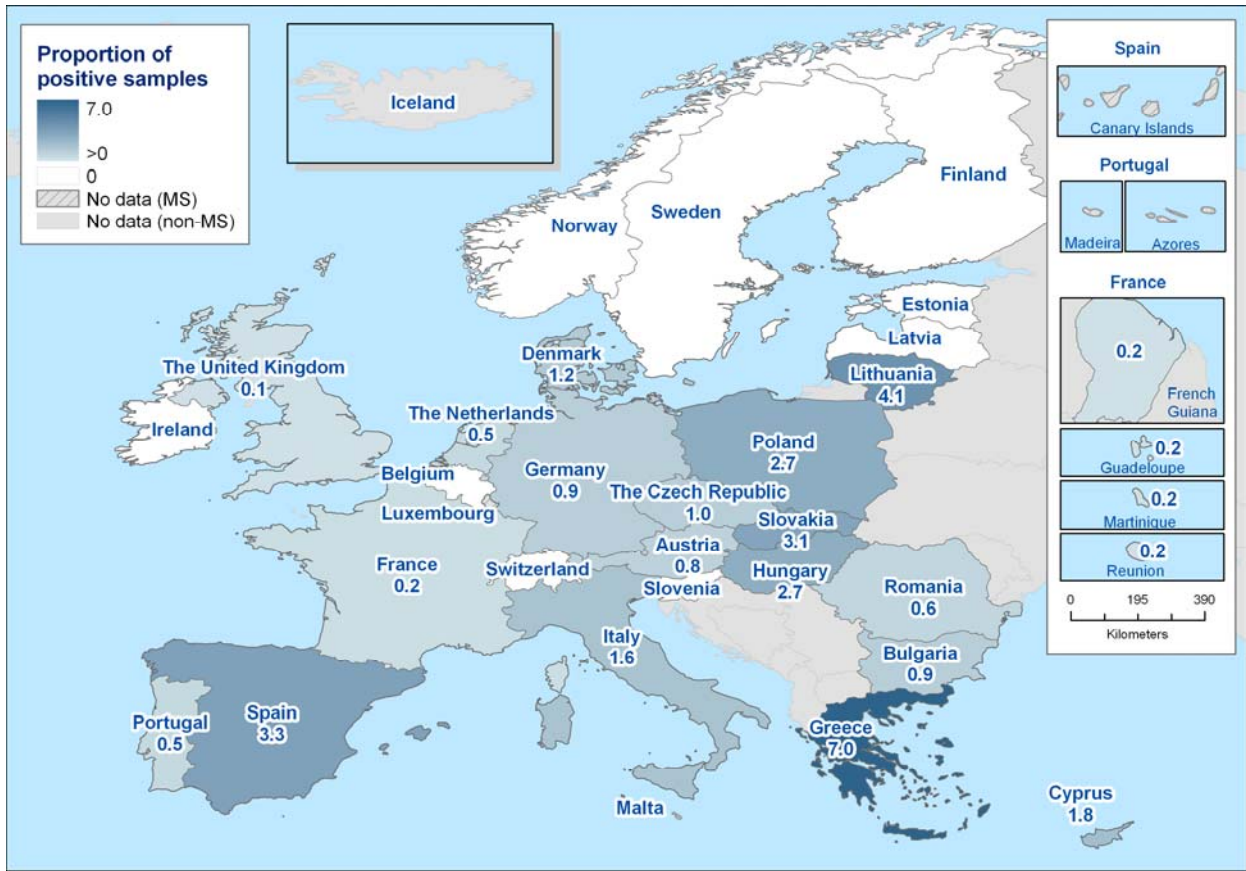 Proportion of
positive samples
7.0
>0
0
No data (MS)
No data (non-MS)
Iceland
Norway
Sweden
Finland
Estonia
Latvia
Lithuania
4.1
Denmark
1.2
The United Kingdom
0.1
Ireland
The Netherlands
0.5
Belgium
Luxembourg
Germany
0.9
Poland
2.7
The Czech Republic
1.0
Slovakia
3.1
Austria
0.8
Hungary
2.7
France
0.2
Switzerland
Slovenia
Romania
0.6
Italy
1.6
Bulgaria
0.9
Portugal
0.5
Spain
3.3
Greece
7.0
Malta
Cyprus
1.8
Spain
Canary Islands
Portugal
Madeira
Azores
France
0.2
French
Guiana
0.2
Guadeloupe
0.2
Martinique
0.2
Reunion
0 195 390
Kilometers